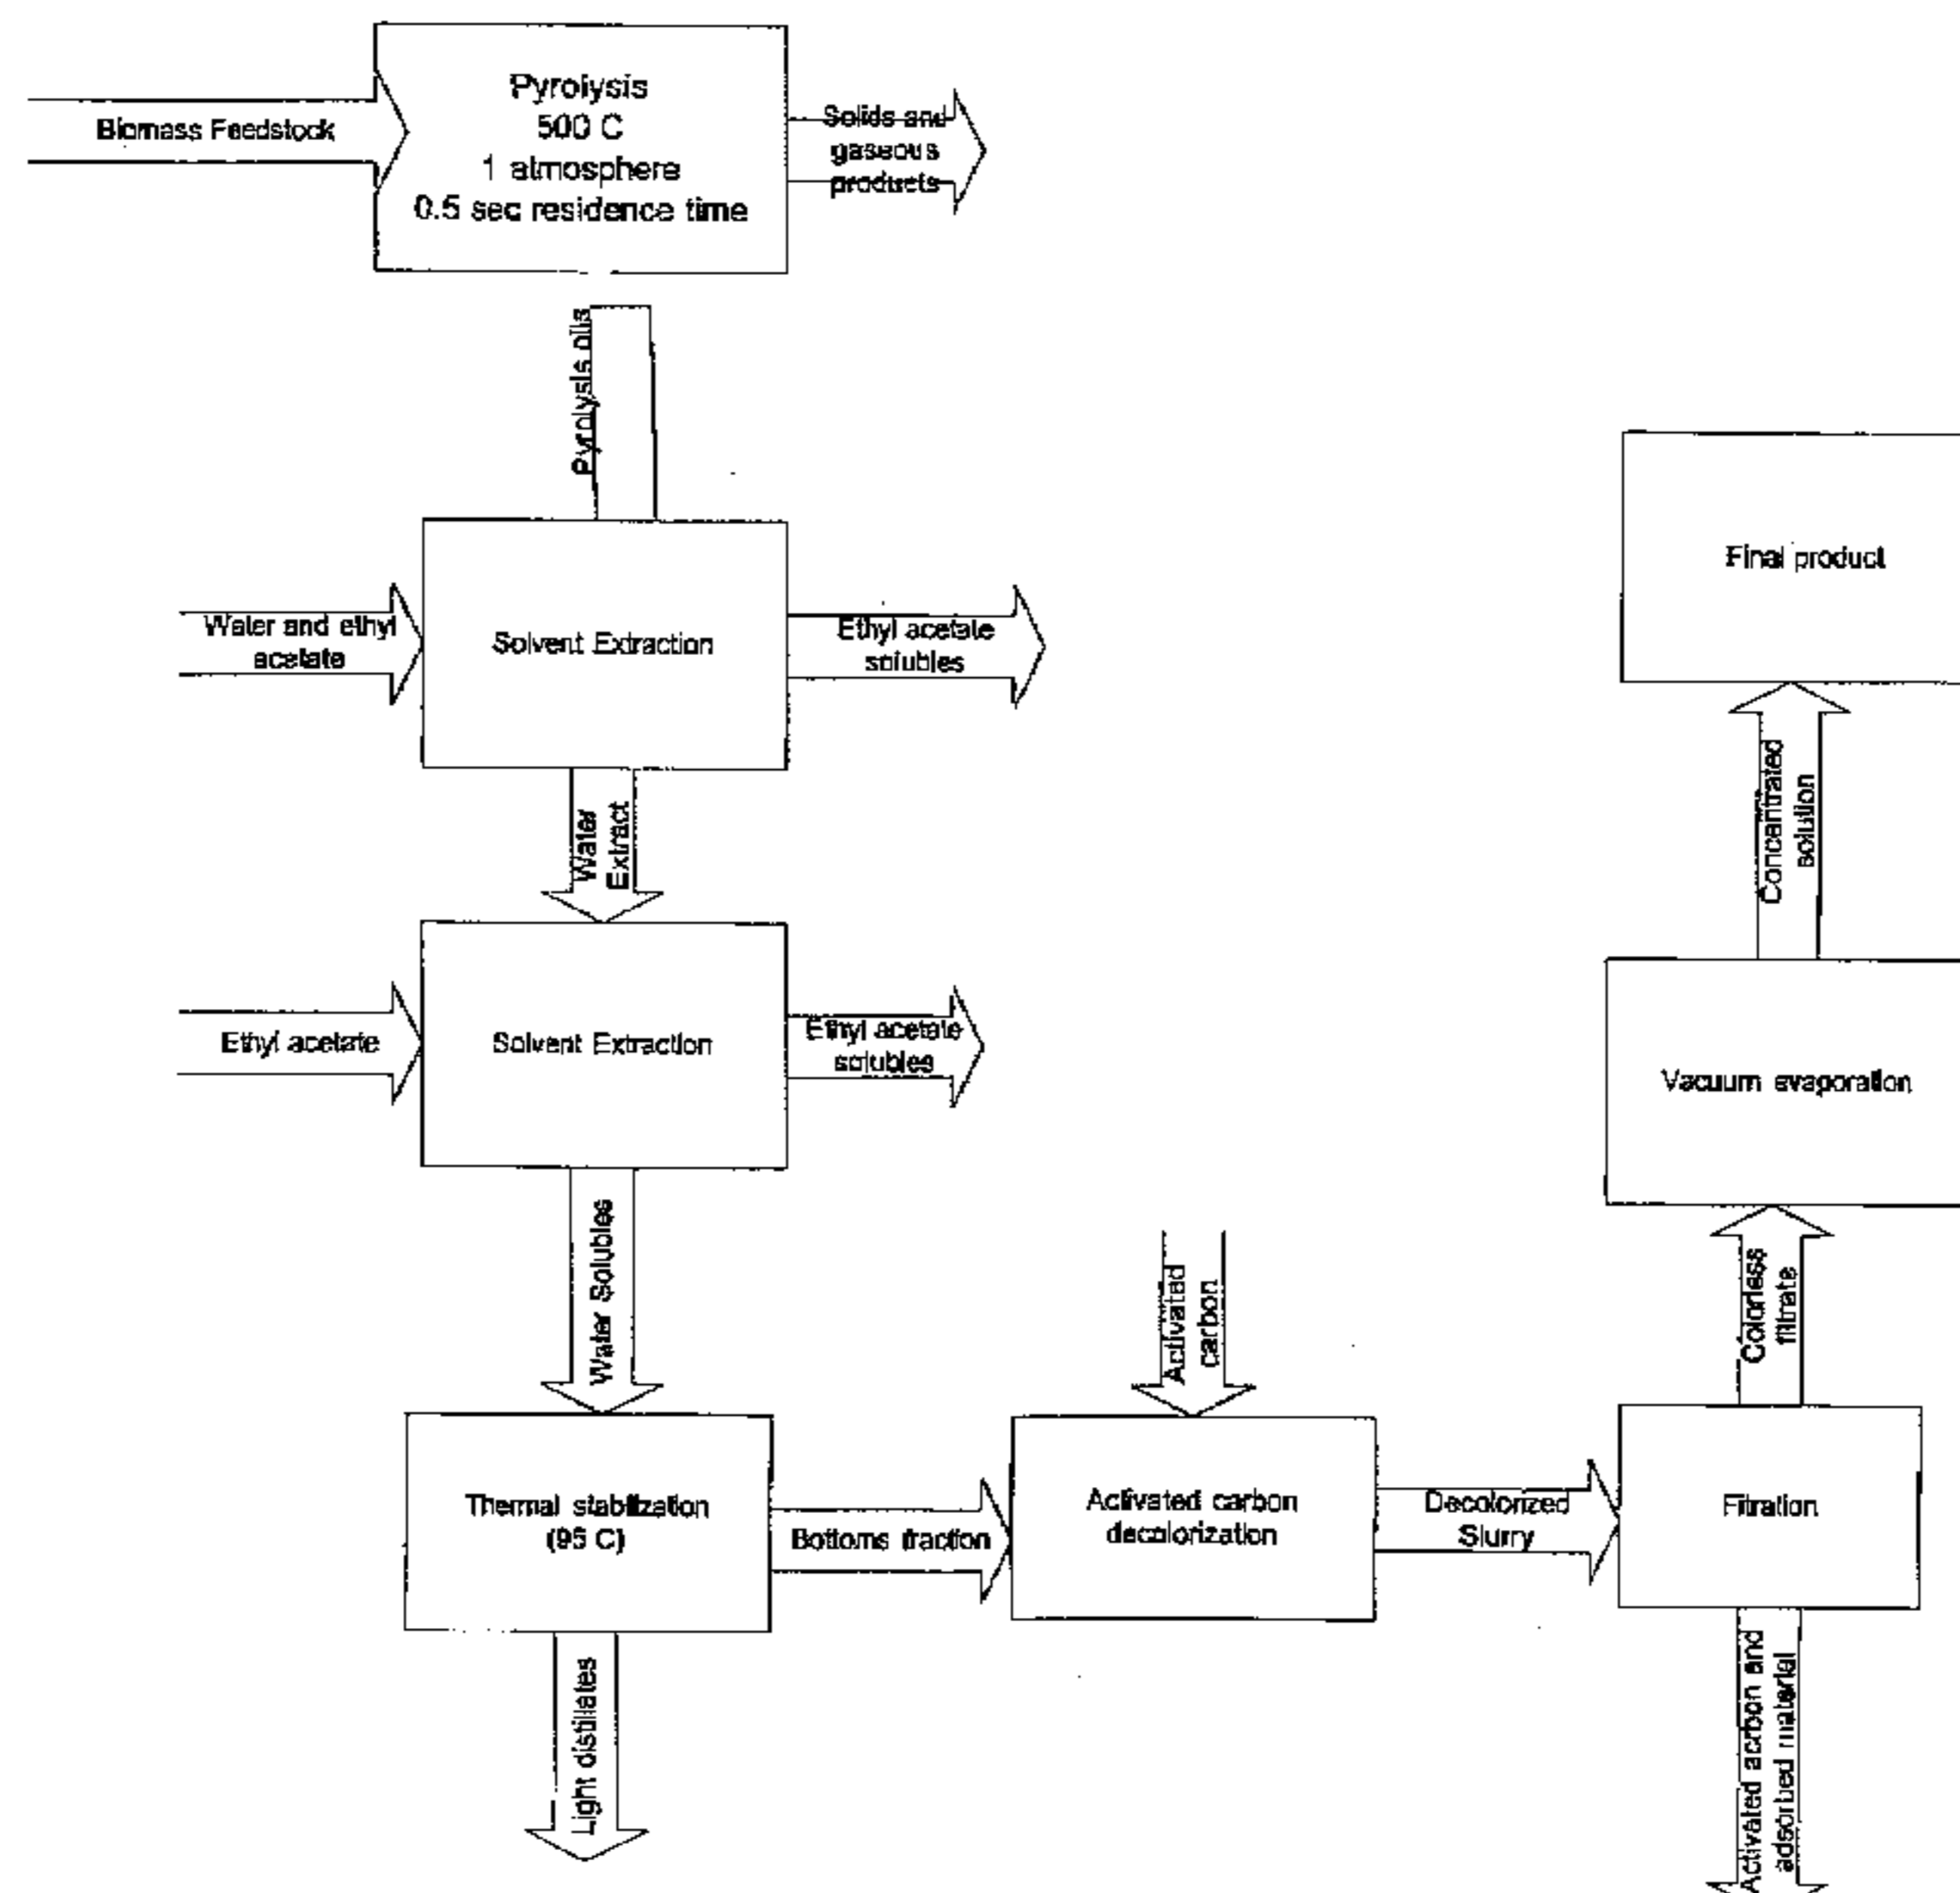 Pyrolysis
500 C
1 atmosphere
0.5 sec residence time
Biomass Feedstock
Solids and
gaseous
products
Pyrolysis oils
Water and ethyl
acetate
Solvent Extraction
Ethyl acetate
solubles
Water
Extract
Ethyl acetate
Solvent Extraction
Ethyl acetate
solubles
Water Solubles
Thermal stabilization
(95 C)
Light distillates
Bottoms fraction
Activated
carbon
Activated carbon
decolorization
Decolorized
Slurry
Filtration
Activated acrbon and
adsorbed material
Colorless
filtrate
Vacuum evaporation
Concentrated
solution
Final product